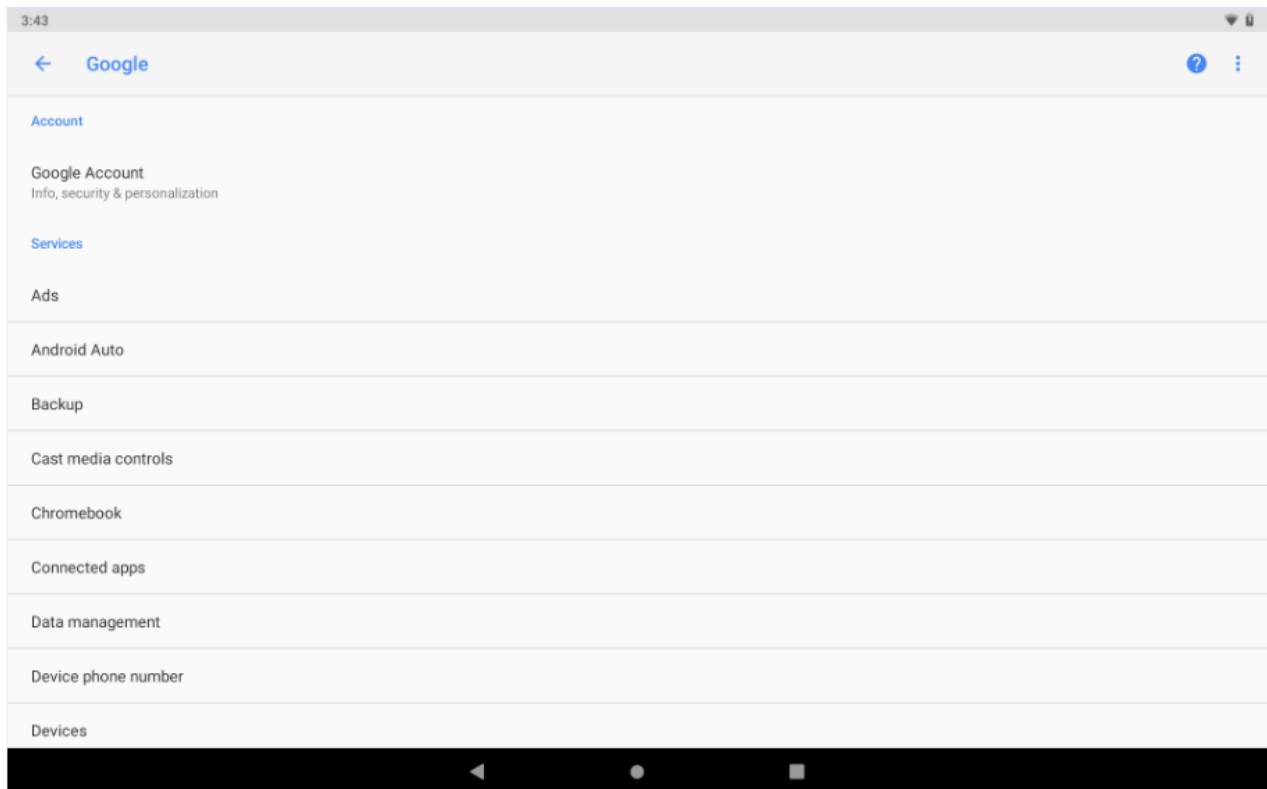 3:43
Google
Account
Google Account
Info, security & personalization
Services
Ads
Android Auto
Backup
Cast media controls
Chromebook
Connected apps
Data management
Device phone number
Devices